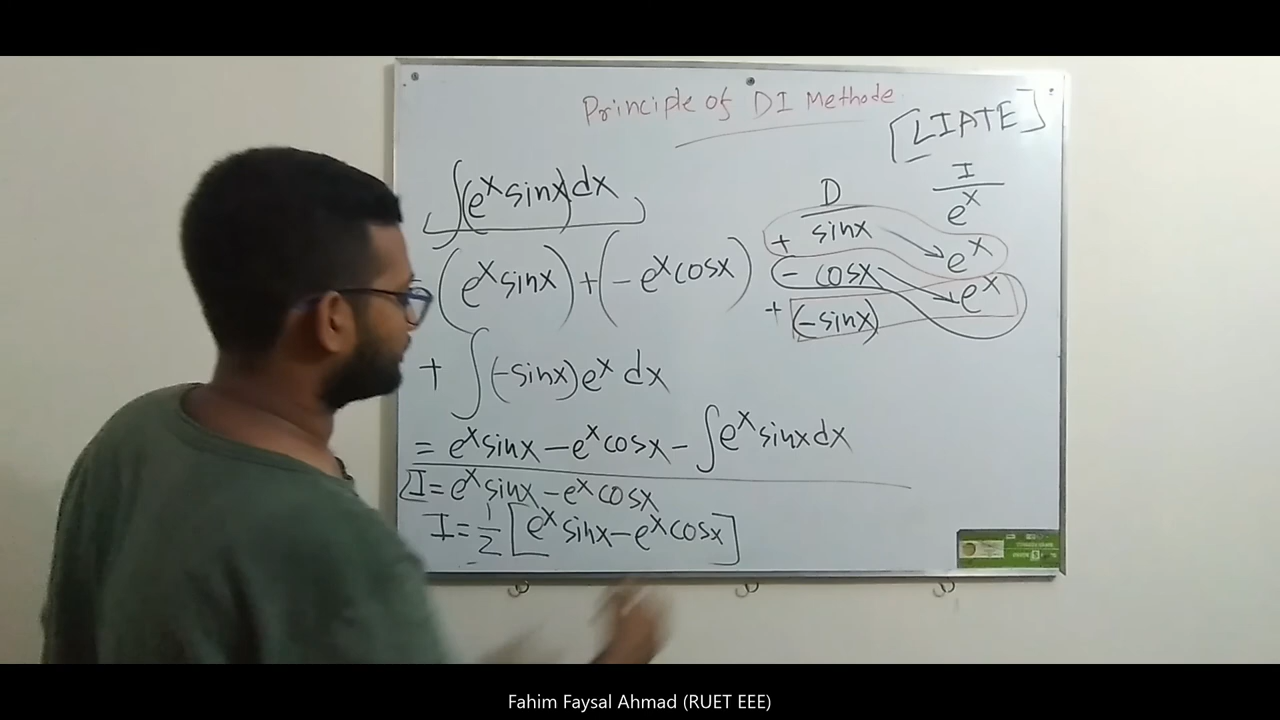 Principle of DI Methode
[LIATE]
∫(e^x sinx)dx
= (e^x sinx) + (-e^x cosx)
+ ∫(-sinx)e^x dx
= e^x sinx - e^x cosx - ∫e^x sinx dx
2I = e^x sinx - e^x cosx
I = 1/2 [e^x sinx - e^x cosx]
D I
+ sinx e^x
- cosx e^x
+ (-sinx) e^x
Fahim Faysal Ahmad (RUET EEE)